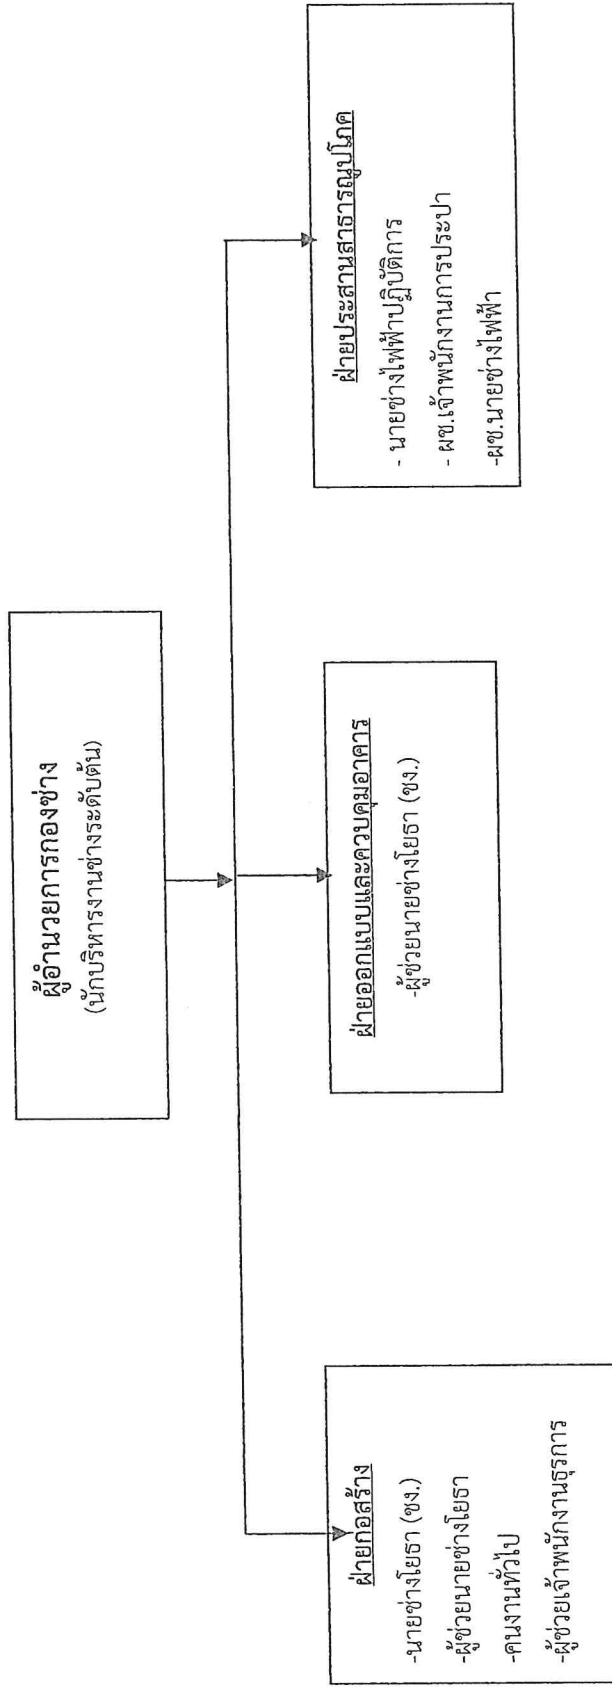 ผู้อำนวยการกองช่าง
(นักบริหารงานช่างระดับต้น)
ฝ่ายก่อสร้าง
-นายช่างโยธา (ชง.)
-ผู้ช่วยนายช่างโยธา
-คนงานทั่วไป
-ผู้ช่วยเจ้าพนักงานธุรการ
ฝ่ายออกแบบและควบคุมอาคาร
-ผู้ช่วยนายช่างโยธา (ชง.)
ฝ่ายประสานสาธารณูปโภค
- นายช่างไฟฟ้าปฏิบัติการ
- ผช.เจ้าพนักงานการประปา
-ผช.นายช่างไฟฟ้า